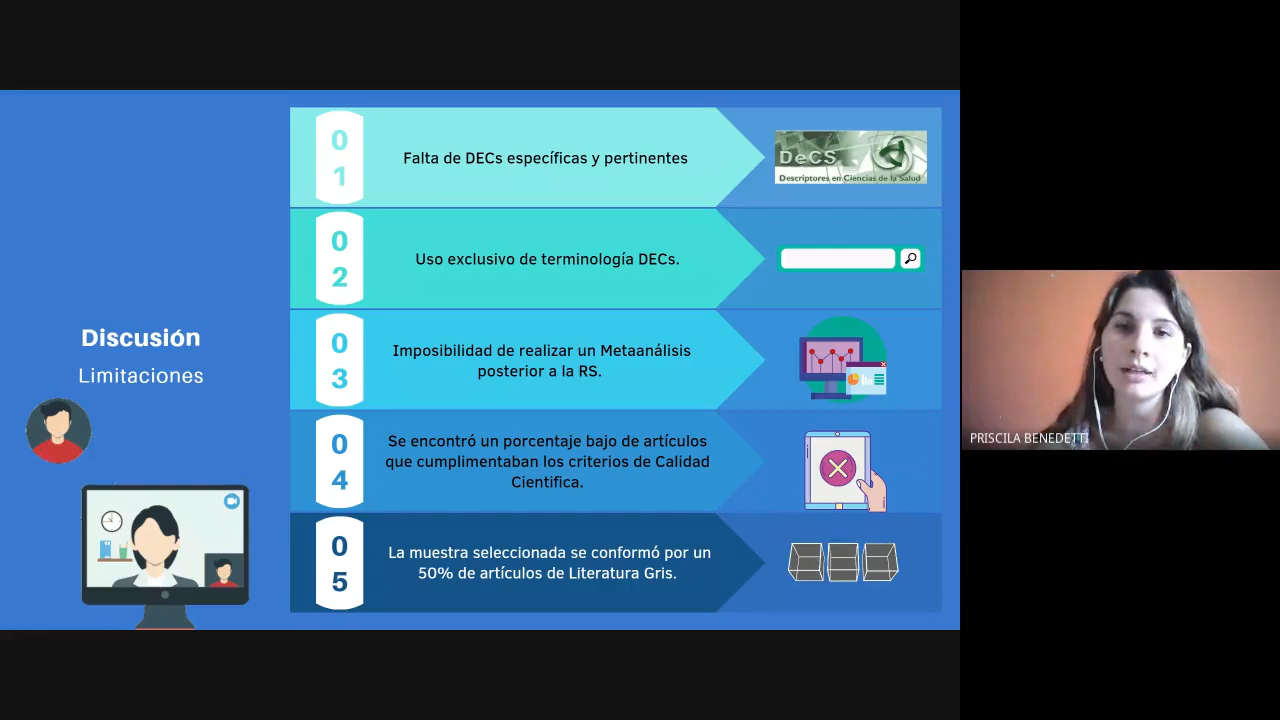 Discusión
Limitaciones
0
1
Falta de DECs específicas y pertinentes
DeCS
Descriptores en Ciencias de la Salud
0
2
Uso exclusivo de terminología DECs.
0
3
Imposibilidad de realizar un Metaanálisis
posterior a la RS.
0
4
Se encontró un porcentaje bajo de artículos
que cumplimentaban los criterios de Calidad
Cientifica.
0
5
La muestra seleccionada se conformó por un
50% de artículos de Literatura Gris.
PRISCILA BENEDETTI